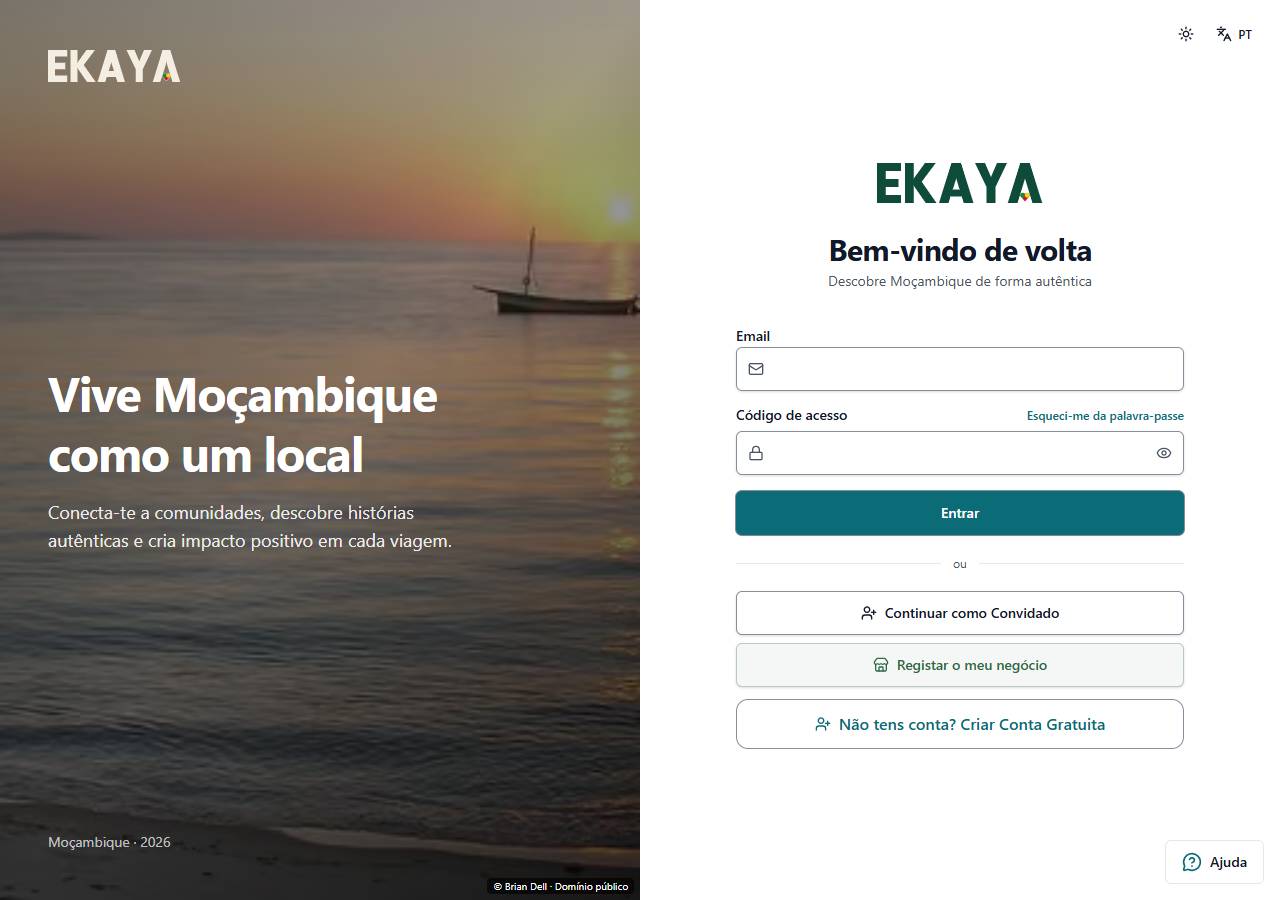 EKAYA
Vive Moçambique
como um local
Conecta-te a comunidades, descobre histórias
autênticas e cria impacto positivo em cada viagem.
Moçambique · 2026
© Brian Dell · Domínio público
PT
EKAYA
Bem-vindo de volta
Descobre Moçambique de forma autêntica
Email
Código de acesso
Esqueci-me da palavra-passe
Entrar
ou
Continuar como Convidado
Registar o meu negócio
Não tens conta? Criar Conta Gratuita
Ajuda